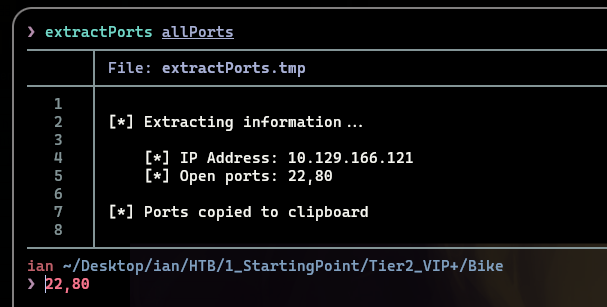 ❯ extractPorts allPorts
File: extractPorts.tmp
1
2 [*] Extracting information...
3
4 [*] IP Address: 10.129.166.121
5 [*] Open ports: 22,80
6
7 [*] Ports copied to clipboard
8
ian ~/Desktop/ian/HTB/1_StartingPoint/Tier2_VIP+/Bike
❯ 22,80